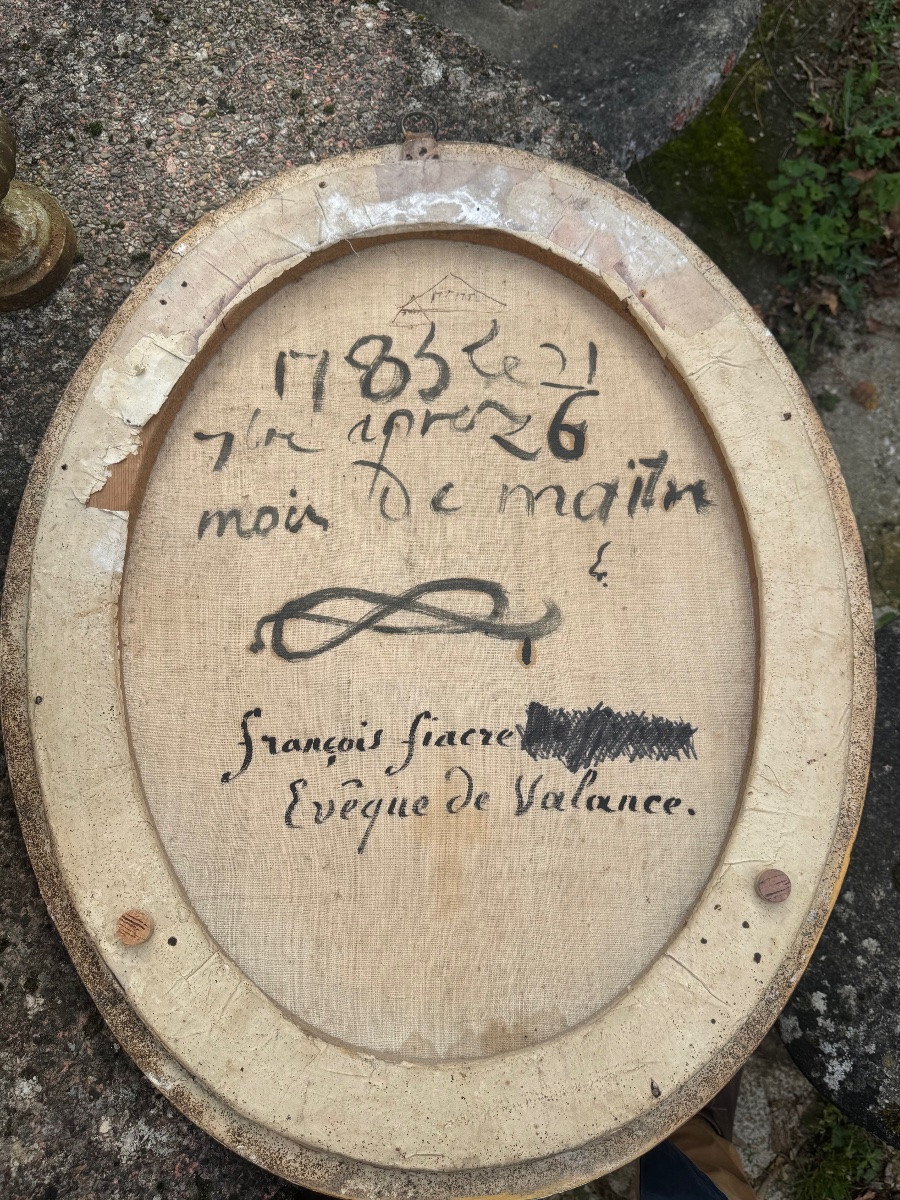 1785 le 21
7bre apres 26
mois de maitre
françois fiacre
Evêque de Valance.